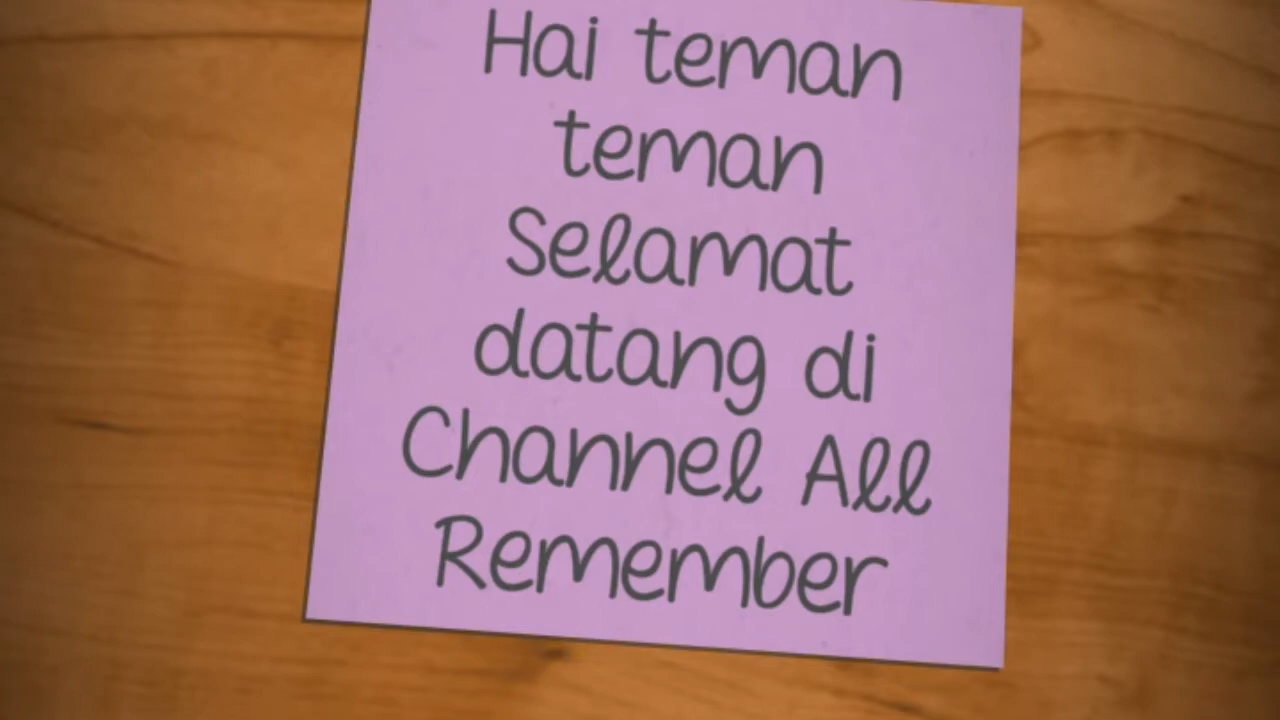 Hai teman
teman
Selamat
datang di
Channel All
Remember